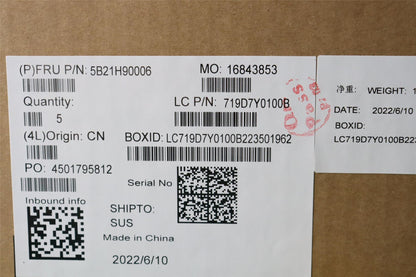 (P)FRU P/N: 5B21H90006
MO: 16843853
Quantity:
5
LC P/N: 719D7Y0100B
(4L)Origin: CN
BOXID: LC719D7Y0100B223501962
PO: 4501795812
Serial No
Inbound info
SHIPTO:
SUS
Made in China
2022/6/10
净重:
WEIGHT: 1
DATE: 2022/6/10
BOXID:
LC719D7Y0100B22